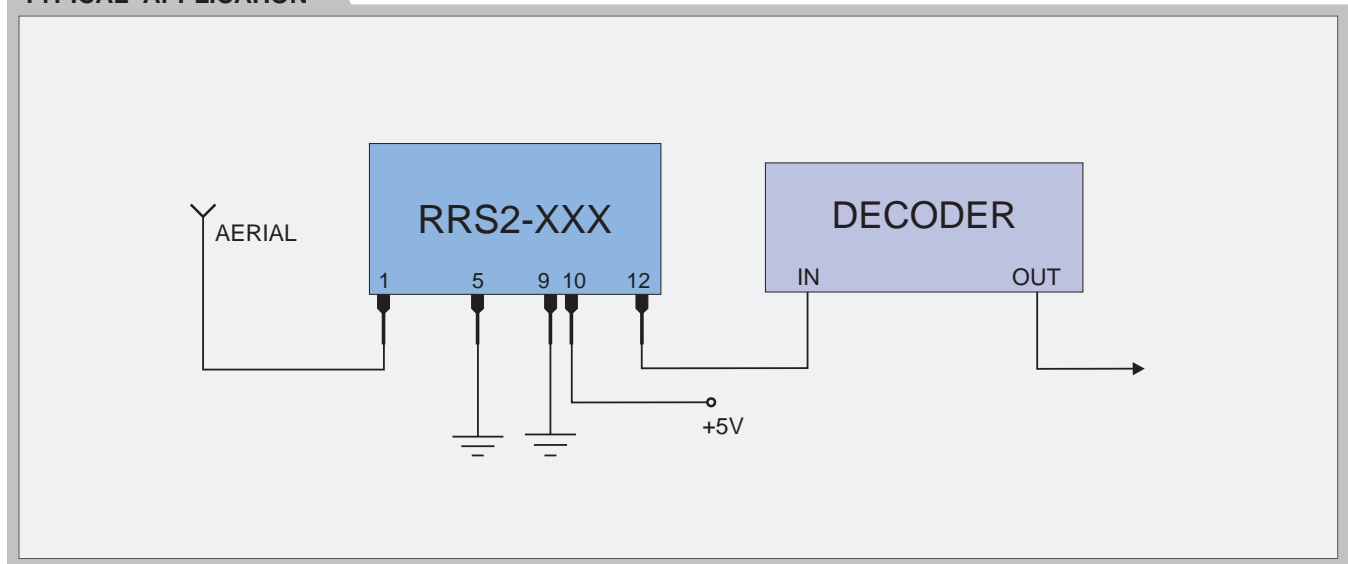 TYPICAL APPLICATION
AERIAL
RRS2-XXX
1 5 9 10 12
DECODER
IN OUT
+5V